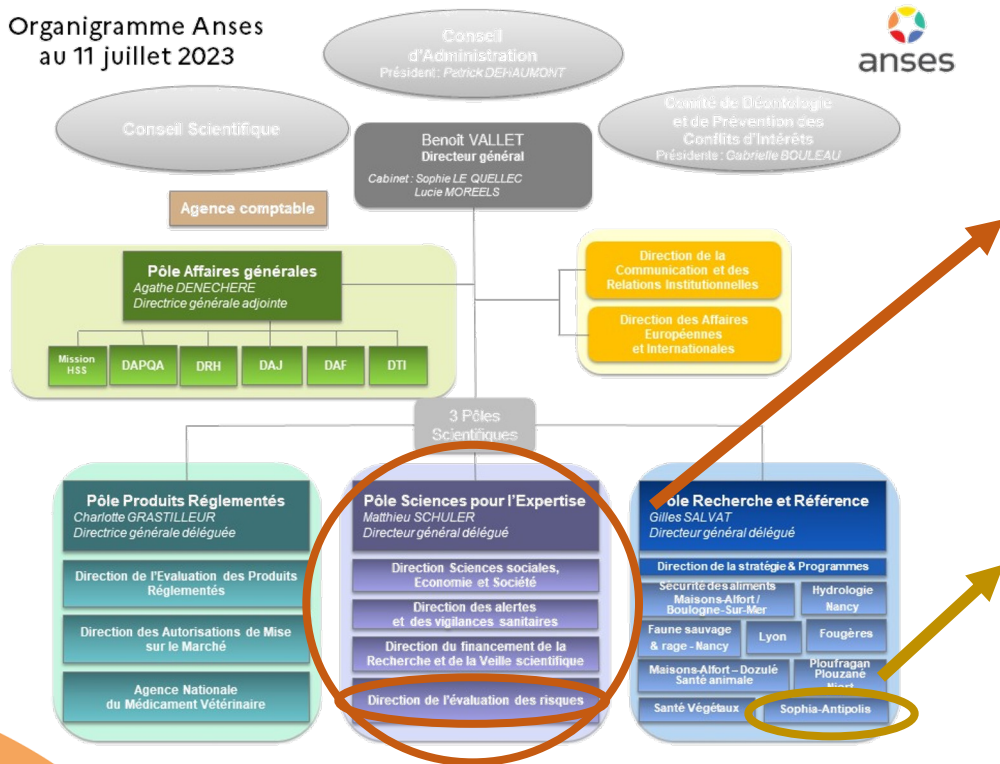 Organigramme Anses
au 11 juillet 2023
anses
Conseil
d'Administration
Président : Patrick DEHAUMONT
Conseil Scientifique
Comité de Déontologie
et de Prévention des
Conflits d'Intérêts
Présidente : Gabrielle BOULEAU
Benoît VALLET
Directeur général
Cabinet : Sophie LE QUELLEC
Lucie MOREELS
Agence comptable
Pôle Affaires générales
Agathe DENECHERE
Directrice générale adjointe
Mission
HSS
DAPQA
DRH
DAJ
DAF
DTI
Direction de la
Communication et des
Relations Institutionnelles
Direction des Affaires
Européennes
et Internationales
3 Pôles
Scientifiques
Pôle Produits Réglementés
Charlotte GRASTILLEUR
Directrice générale déléguée
Direction de l'Evaluation des Produits
Réglementés
Direction des Autorisations de Mise
sur le Marché
Agence Nationale
du Médicament Vétérinaire
Pôle Sciences pour l'Expertise
Matthieu SCHULER
Directeur général délégué
Direction Sciences sociales,
Economie et Société
Direction des alertes
et des vigilances sanitaires
Direction du financement de la
Recherche et de la Veille scientifique
Direction de l'évaluation des risques
Pôle Recherche et Référence
Gilles SALVAT
Directeur général délégué
Direction de la stratégie & Programmes
Sécurité des aliments
Maisons-Alfort /
Boulogne-Sur-Mer
Hydrologie
Nancy
Faune sauvage
& rage - Nancy
Lyon
Fougères
Maisons-Alfort – Dozulé
Santé animale
Ploufragan
Plouzané
Niort
Santé Végétaux
Sophia-Antipolis